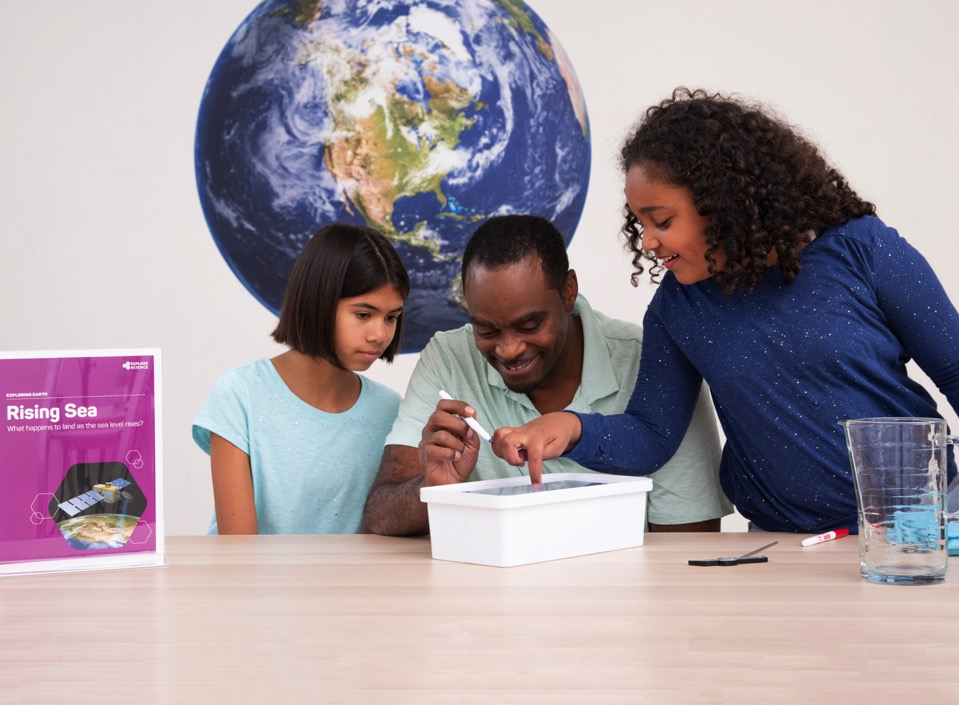 EXPLORE
SCIENCE
EXPLORING EARTH
Rising Sea
What happens to land as the sea level rises?